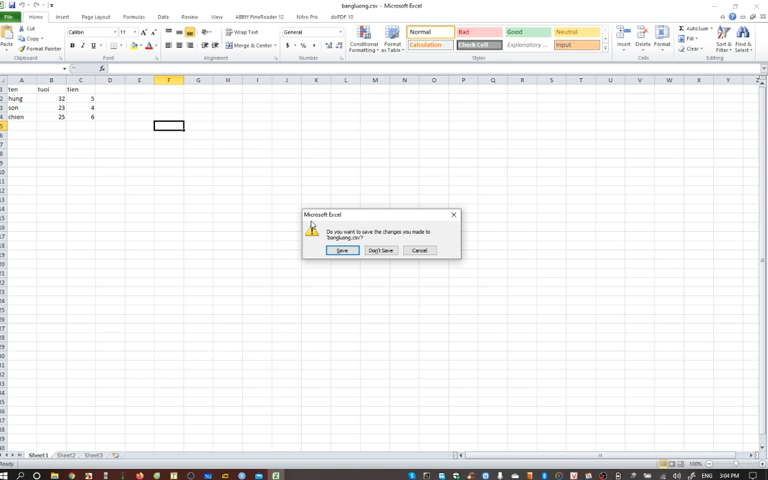 bangluong.csv - Microsoft Excel
File Home Insert Page Layout Formulas Data Review View ABBYY FineReader 12 Nitro Pro doPDF 10
Paste Cut Copy Format Painter Clipboard
Calibri 11 B I U Font
Wrap Text Merge & Center Alignment
General $ % , Number
Conditional Formatting Format as Table
Normal Bad Good Neutral
Calculation Check Cell Explanatory ... Input
Styles
Insert Delete Format Cells
AutoSum Fill Clear Sort & Filter Find & Select Editing
fx
A B C D E F G H I J K L M N O P Q R S T U V W X Y Z
1 ten tuoi tien
2 hung 32 5
3 son 23 4
4 chien 25 6
Microsoft Excel
Do you want to save the changes you made to
'bangluong.csv'?
Save Don't Save Cancel
Sheet1 Sheet2 Sheet3
Ready 100%
ENG 3:04 PM